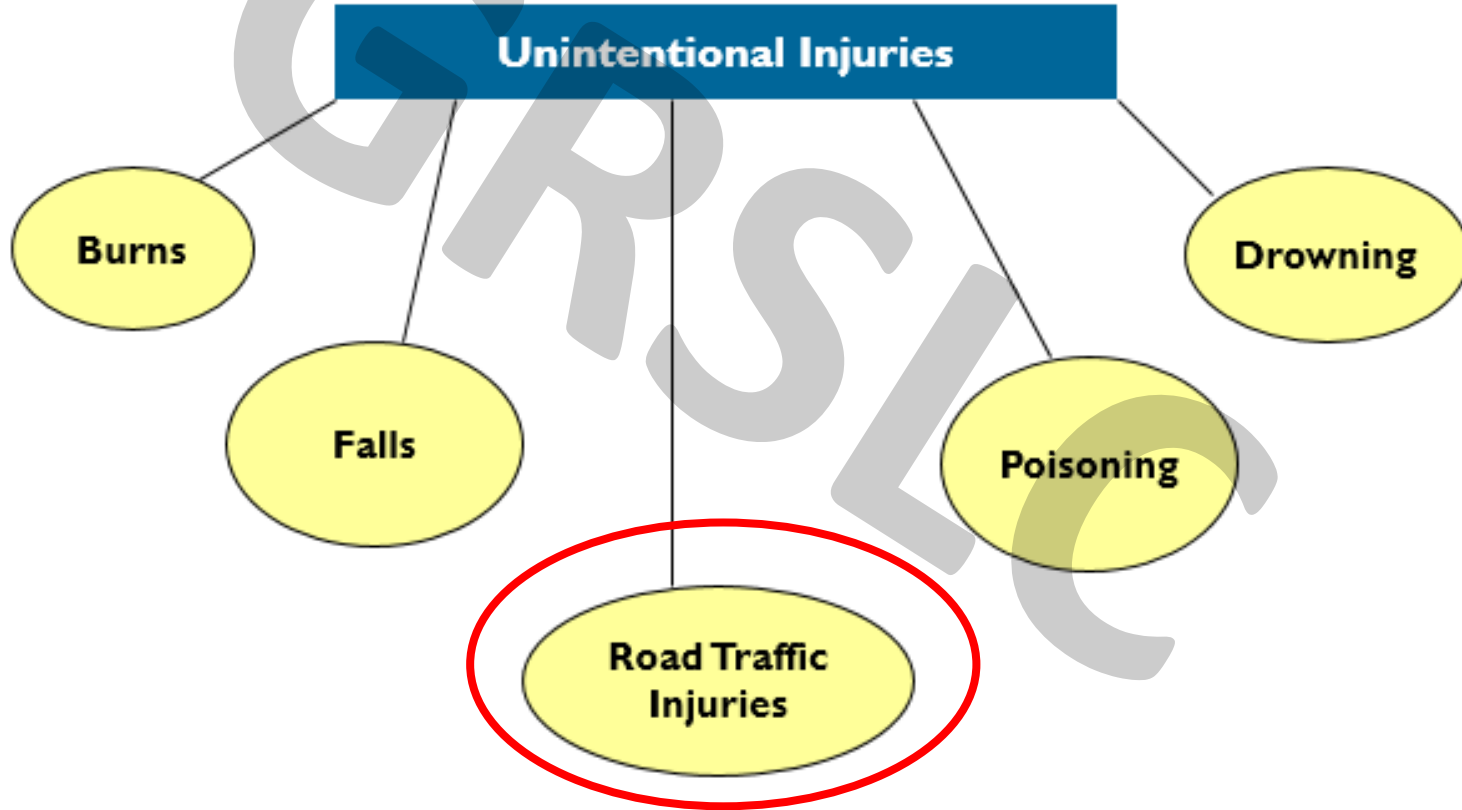 Unintentional Injuries
Burns
Drowning
Falls
Poisoning
Road Traffic
Injuries
GRSLC